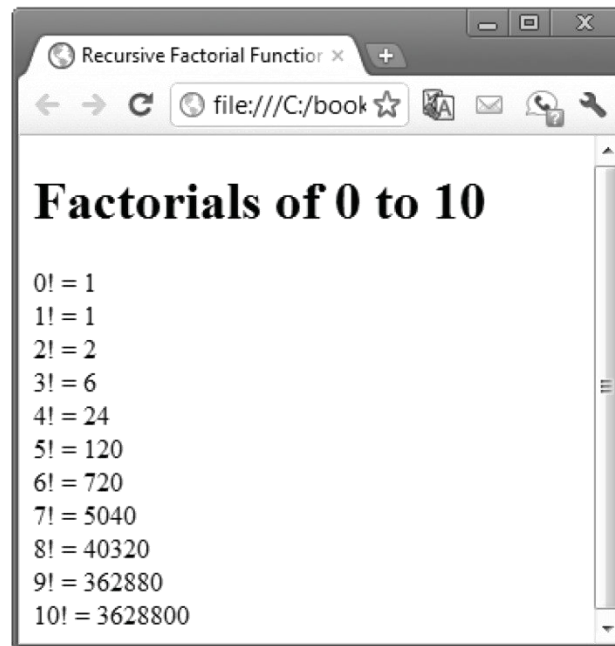 Recursive Factorial Function
file:///C:/book
Factorials of 0 to 10
0! = 1
1! = 1
2! = 2
3! = 6
4! = 24
5! = 120
6! = 720
7! = 5040
8! = 40320
9! = 362880
10! = 3628800